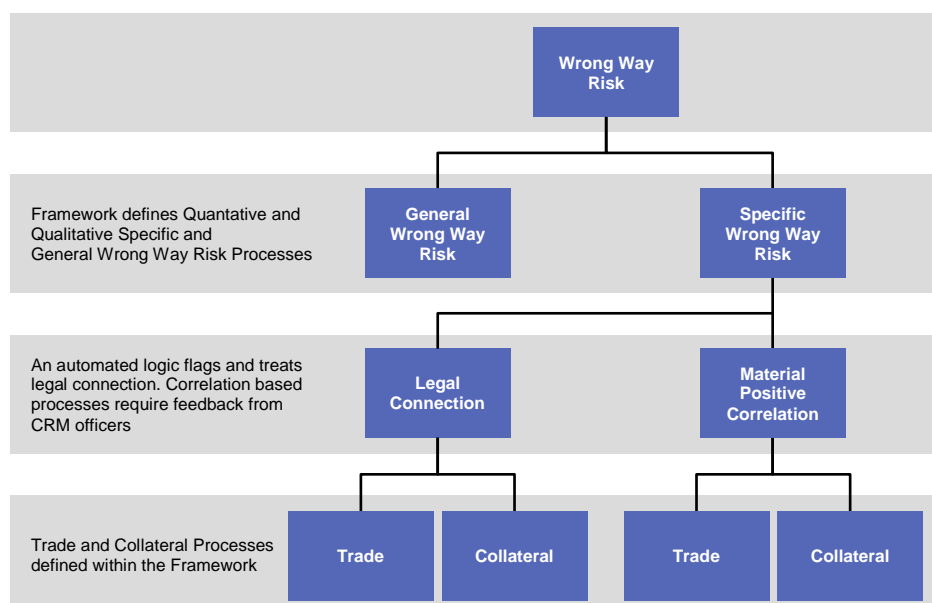 Wrong Way
Risk
Framework defines Quantative and
Qualitative Specific and
General Wrong Way Risk Processes
General
Wrong Way
Risk
Specific
Wrong Way
Risk
An automated logic flags and treats
legal connection. Correlation based
processes require feedback from
CRM officers
Legal
Connection
Material
Positive
Correlation
Trade and Collateral Processes
defined within the Framework
Trade
Collateral
Trade
Collateral